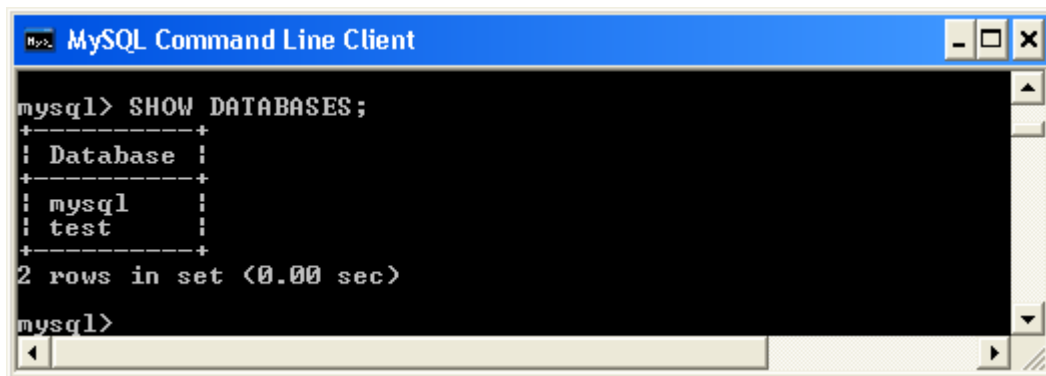 MySQL Command Line Client
mysql> SHOW DATABASES;
+----------+
| Database |
+----------+
| mysql    |
| test     |
+----------+
2 rows in set (0.00 sec)
mysql>